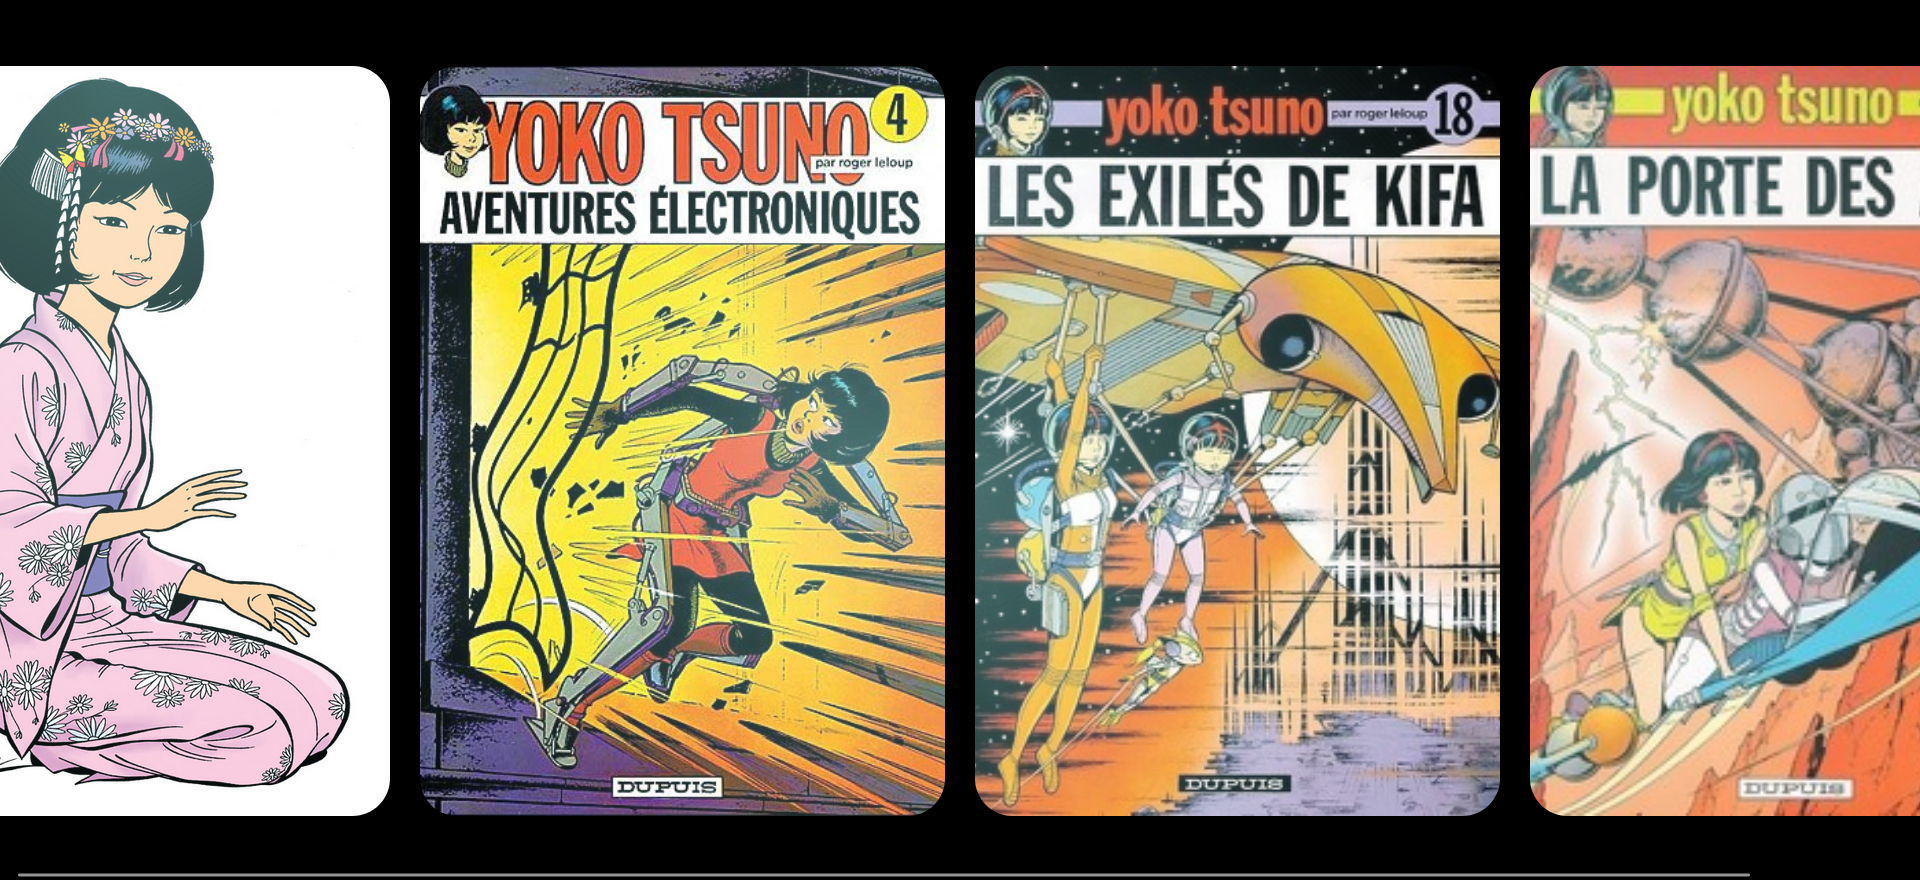 YOKO TSUNO
4
par roger leloup
AVENTURES ÉLECTRONIQUES
DUPUIS
yoko tsuno
par roger leloup
18
LES EXILÉS DE KIFA
DUPUIS
yoko tsuno
LA PORTE DES
DUPUIS